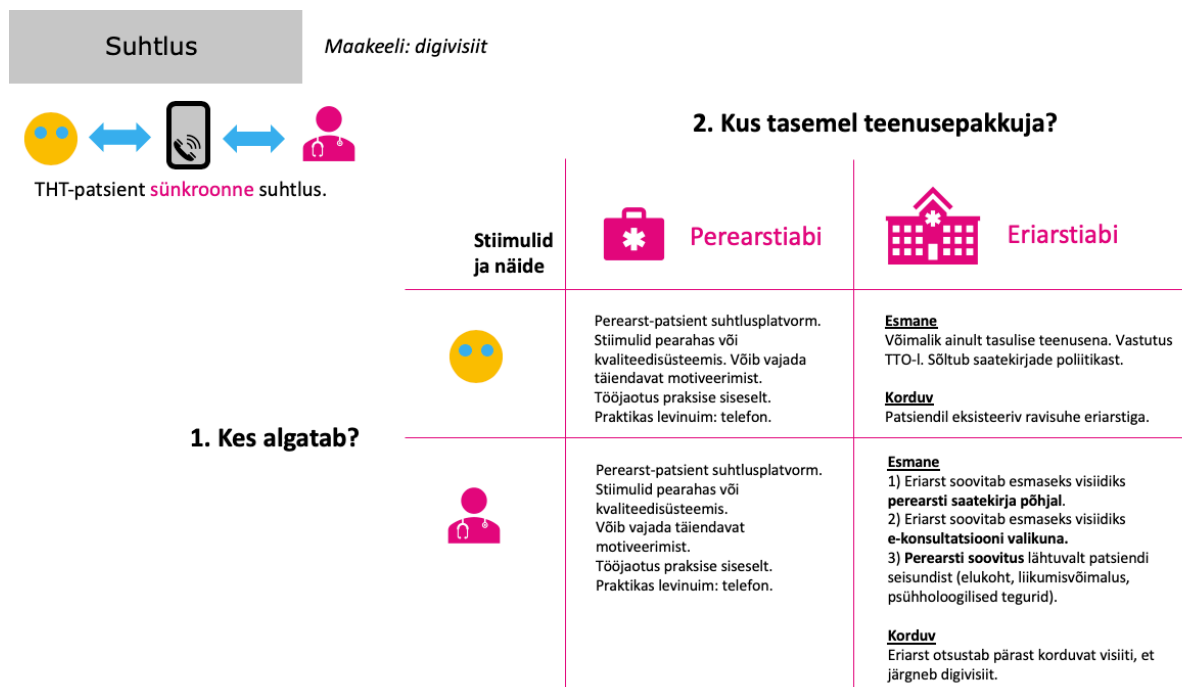 Suhtlus
Maakeeli: digivisiit
THT-patsient sünkroonne suhtlus.
2. Kus tasemel teenusepakkuja?
Stiimulid
ja näide
Perearstiabi
Eriarstiabi
1. Kes algatab?
Perearst-patsient suhtlusplatvorm.
Stiimulid pearahas või
kvaliteedisüsteemis. Võib vajada
täiendavat motiveerimist.
Tööjaotus praksise siseselt.
Praktikas levinuim: telefon.
Esmane
Võimalik ainult tasulise teenusena. Vastutus
TTO-l. Sõltub saatekirjade poliitikast.
Korduv
Patsiendil eksisteeriv ravisuhe eriarstiga.
Perearst-patsient suhtlusplatvorm.
Stiimulid pearahas või
kvaliteedisüsteemis.
Võib vajada täiendavat
motiveerimist.
Tööjaotus praksise siseselt.
Praktikas levinuim: telefon.
Esmane
1) Eriarst soovitab esmaseks visiidiks
perearsti saatekirja põhjal.
2) Eriarst soovitab esmaseks visiidiks
e-konsultatsiooni valikuna.
3) Perearsti soovitus lähtuvalt patsiendi
seisundist (elukoht, liikumisvõimalus,
psühholoogilised tegurid).
Korduv
Eriarst otsustab pärast korduvat visiiti, et
järgneb digivisiit.